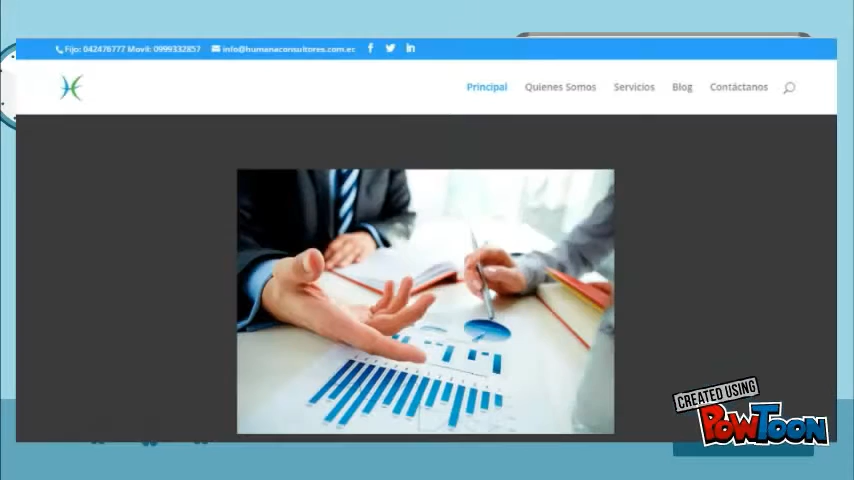 Fijo: 042476777 Movil: 0999332857 info@humanaconsultores.com.ec
Principal Quienes Somos Servicios Blog Contáctanos
CREATED USING
POWTOON